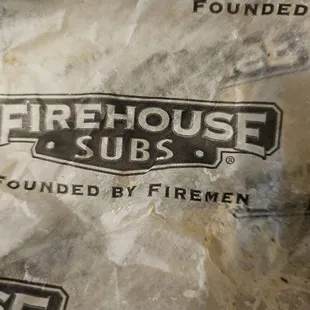 FOUNDED
FIREHOUSE
SUBS
®
FOUNDED BY FIREMEN